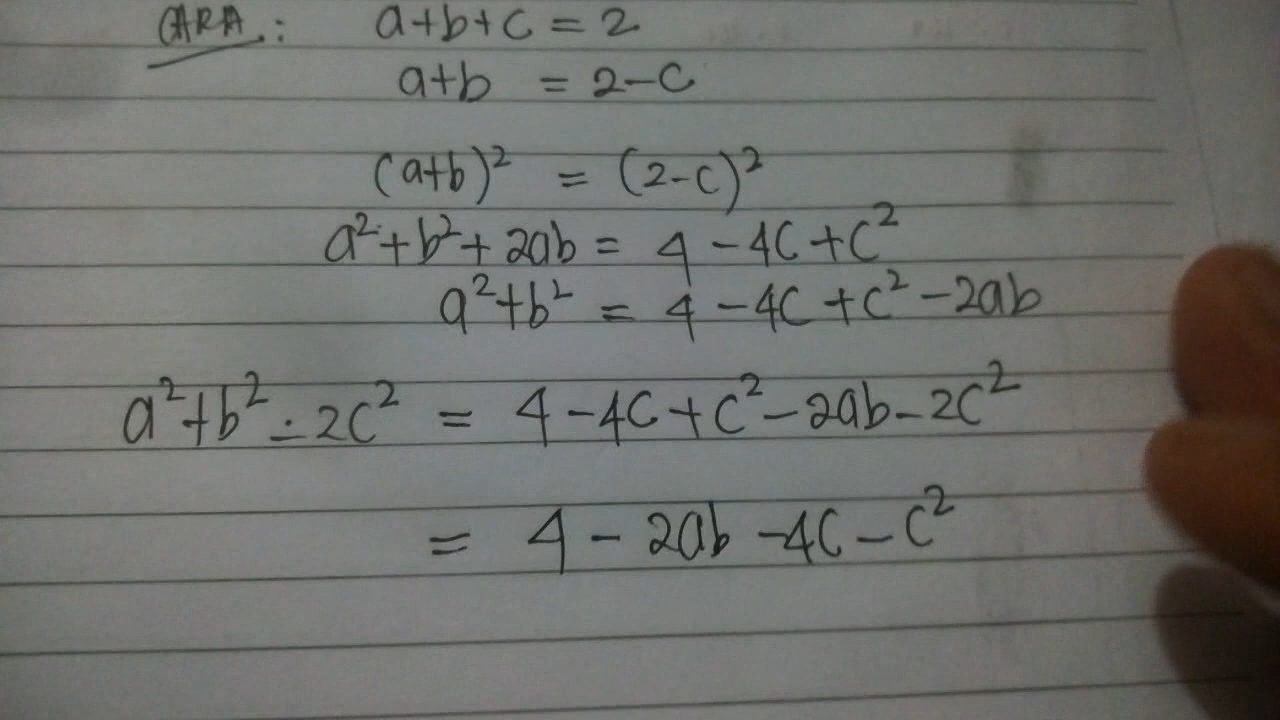 CARA : a+b+c = 2
a+b = 2-c
(a+b)² = (2-c)²
a²+b²+2ab = 4-4c+c²
a²+b² = 4-4c+c²-2ab
a²+b²-2c² = 4-4c+c²-2ab-2c²
= 4-2ab-4c-c²